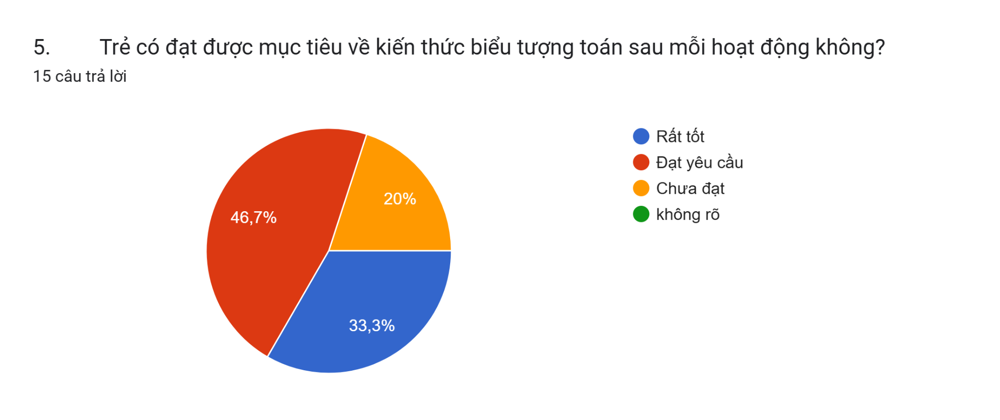 5. Trẻ có đạt được mục tiêu về kiến thức biểu tượng toán sau mỗi hoạt động không?
15 câu trả lời
Rất tốt
Đạt yêu cầu
Chưa đạt
không rõ
20%
46,7%
33,3%